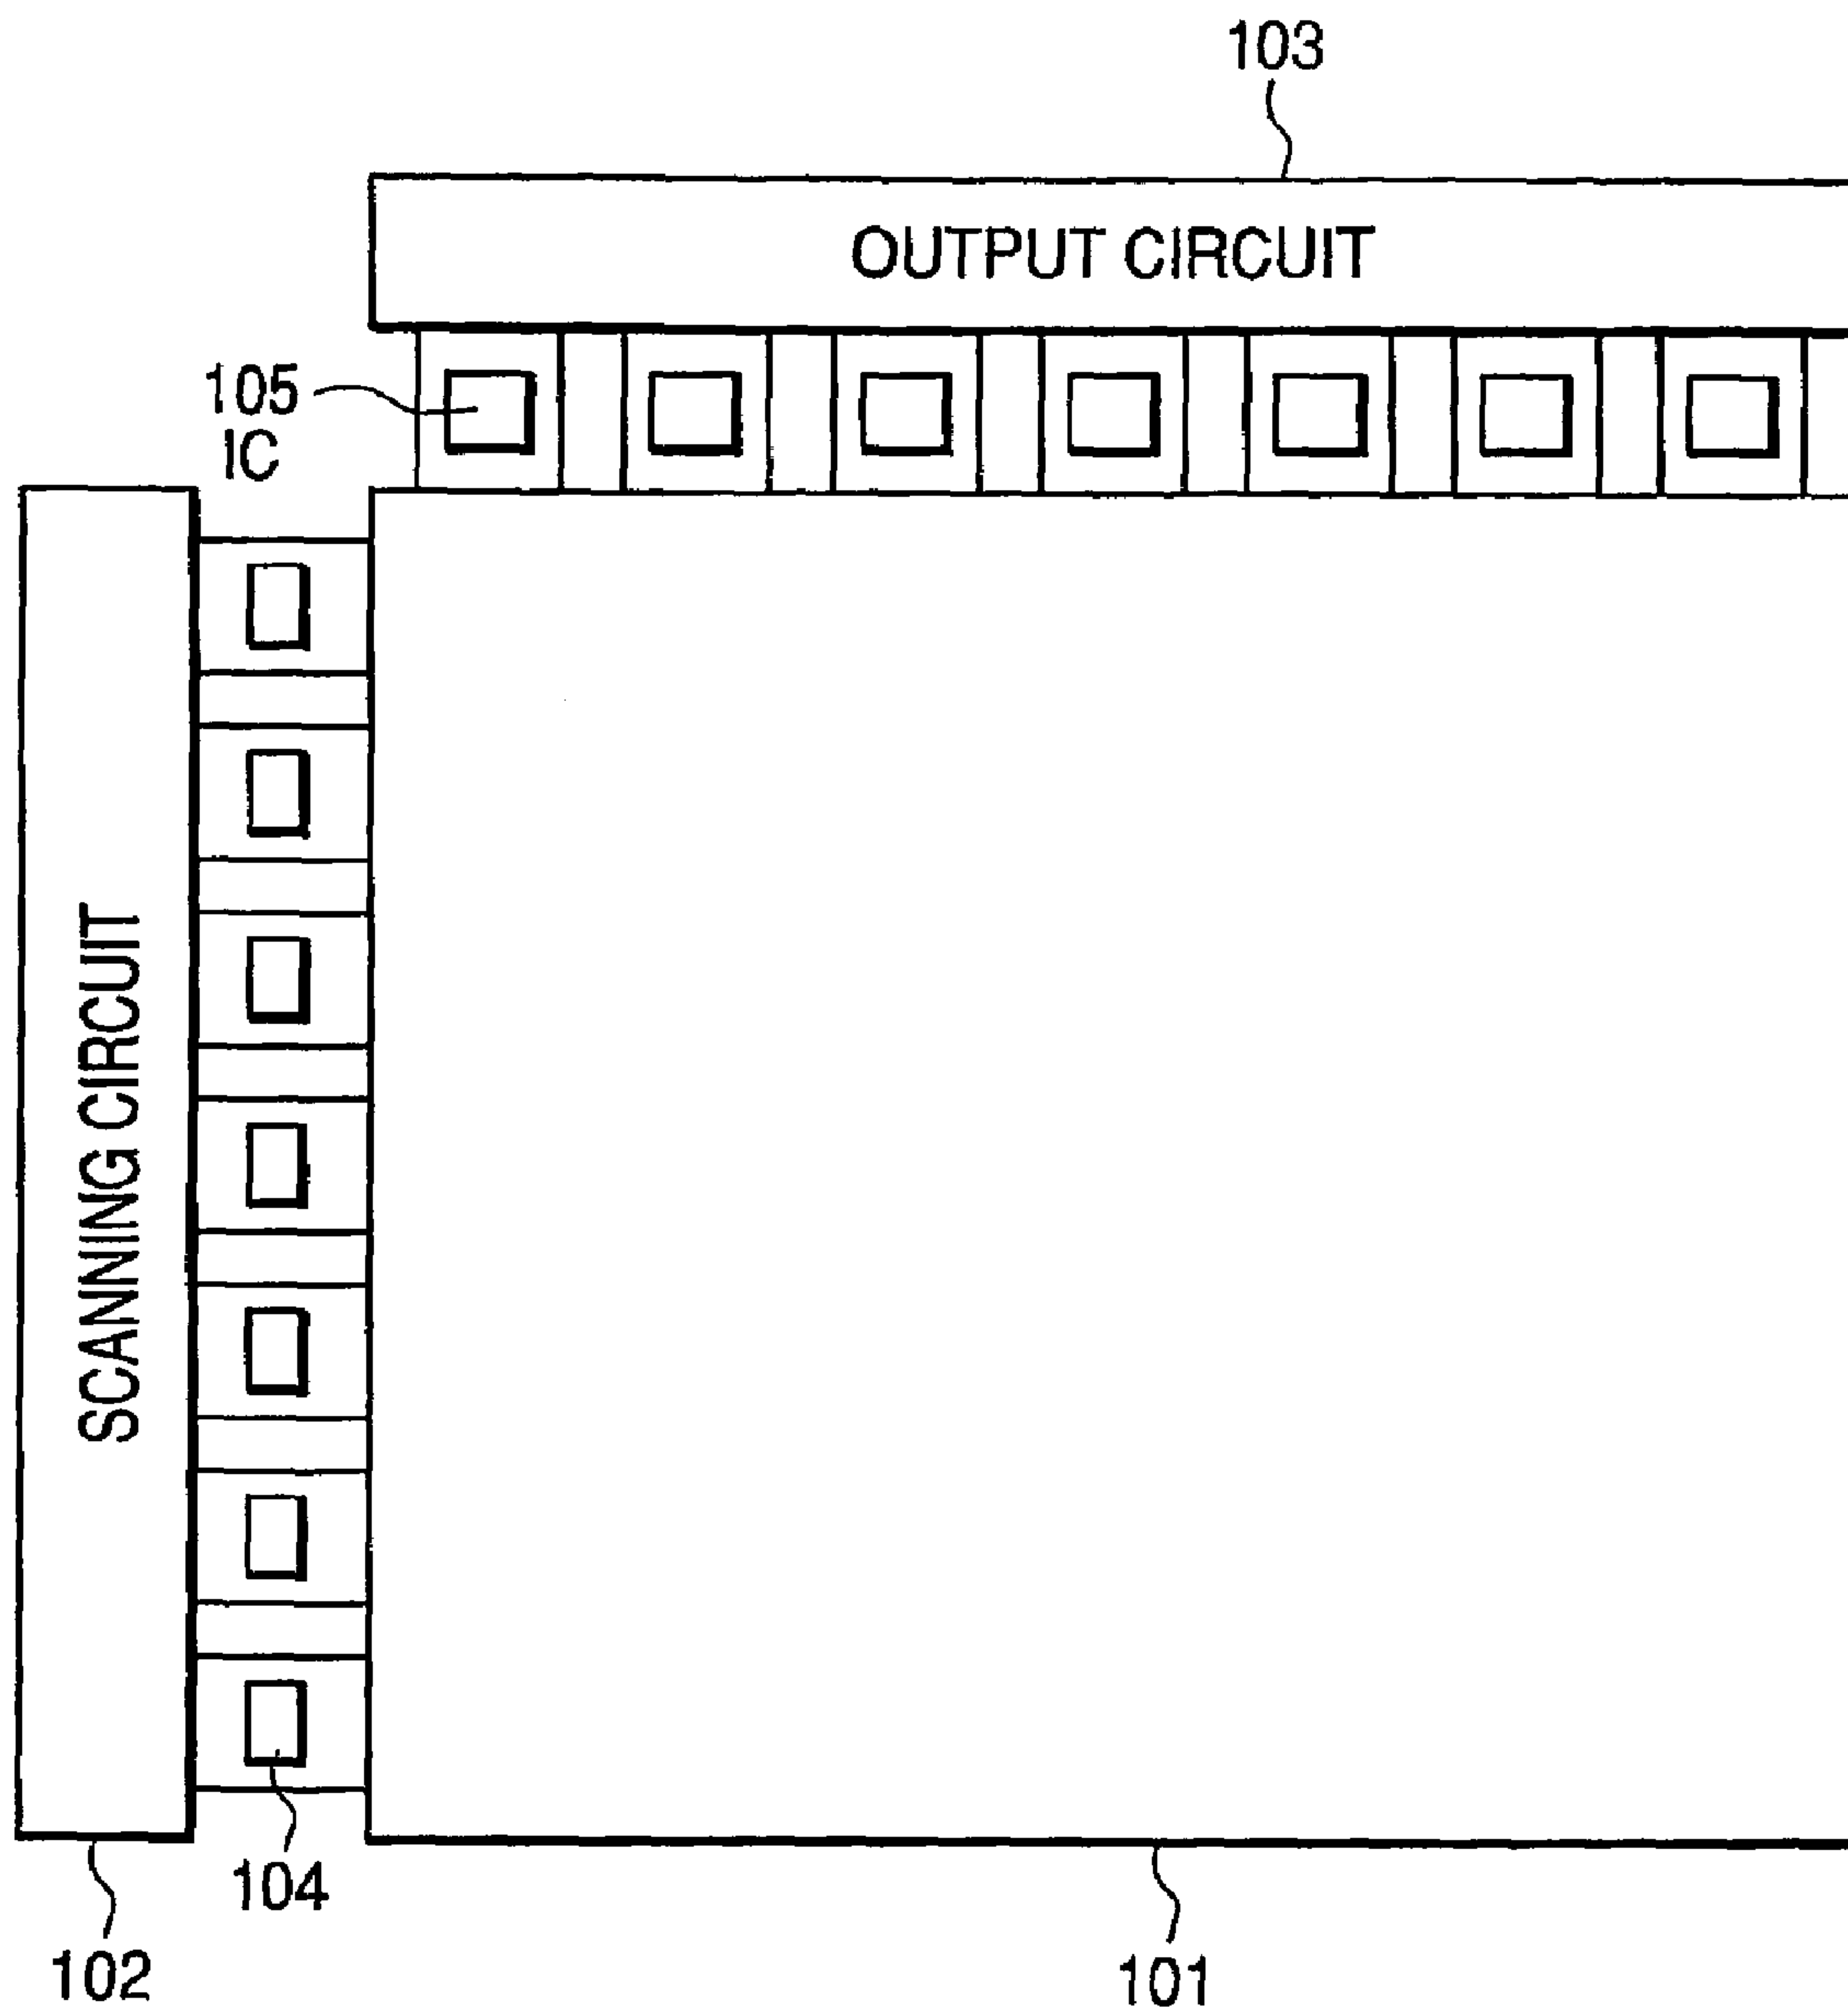 103
OUTPUT CIRCUIT
105
IC
SCANNING CIRCUIT
104
102
101